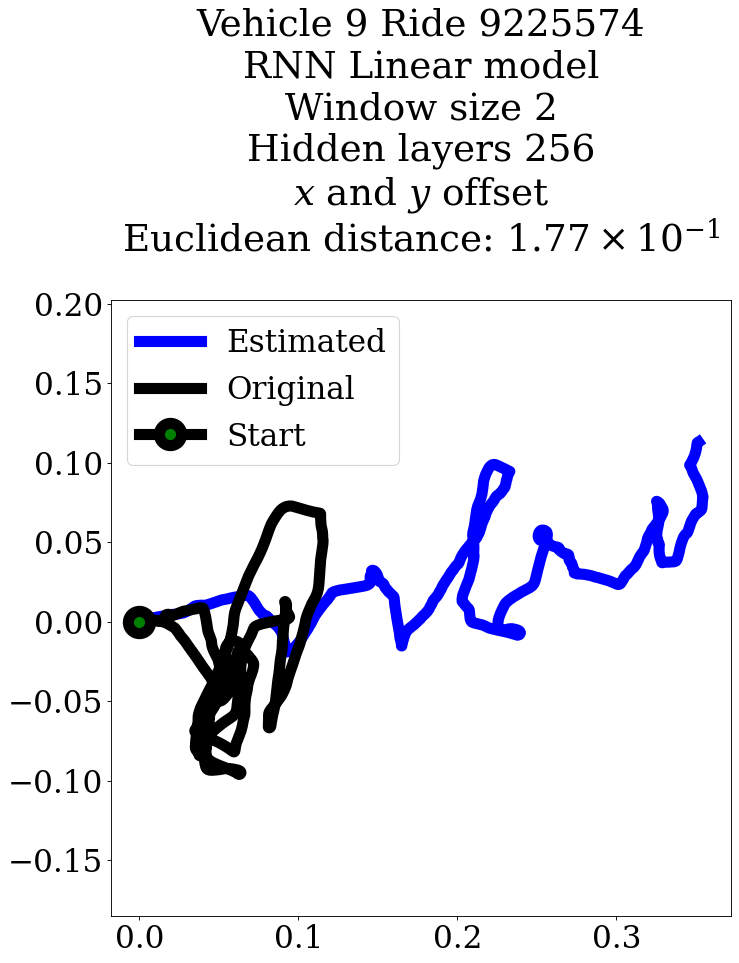 Vehicle 9 Ride 9225574
RNN Linear model
Window size 2
Hidden layers 256
x and y offset
Euclidean distance: 1.77 × 10⁻¹
0.20
0.15
0.10
0.05
0.00
−0.05
−0.10
−0.15
Estimated
Original
Start
0.0 0.1 0.2 0.3